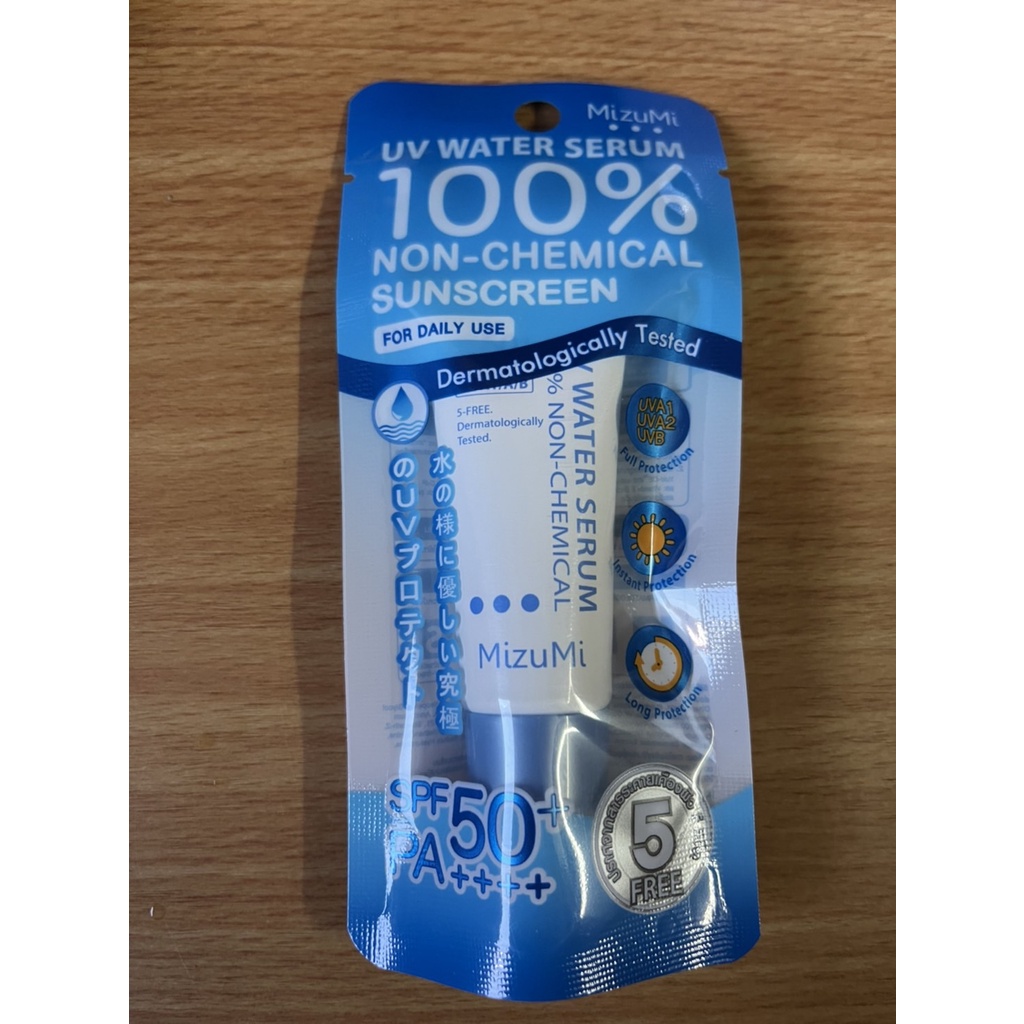 MizuMi
UV WATER SERUM
100%
NON-CHEMICAL
SUNSCREEN
FOR DAILY USE
Dermatologically Tested
5-FREE.
Dermatologically
Tested.
WATER SERUM
% NON-CHEMICAL
MizuMi
水の様に優しい究極
のUVプロテクト
UVA1
UVA2
UVB
Full Protection
Instant Protection
Long Protection
SPF50+
PA++++
5
FREE